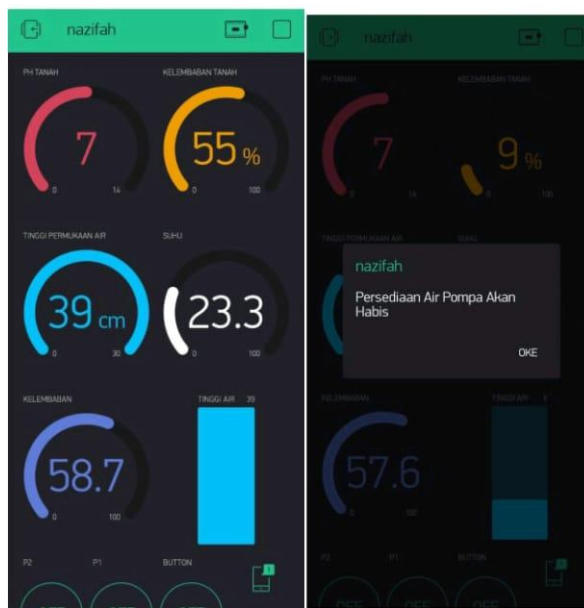 nazifah
PH TANAH
KELEMBABAN TANAH
7
55 %
0
14
0
100
TINGGI PERMUKAAN AIR
SUHU
39 cm
23.3
0
30
0
100
KELEMBABAN
TINGGI AIR 39
58.7
0
100
P2
P1
BUTTON
nazifah
PH TANAH
KELEMBABAN TANAH
7
9 %
0
14
0
100
TINGGI PERMUKAAN AIR
SUHU
nazifah
Persediaan Air Pompa Akan
Habis
OKE
KELEMBABAN
TINGGI AIR
57.6
0
100
P2
P1
BUTTON
OFF
OFF
OFF